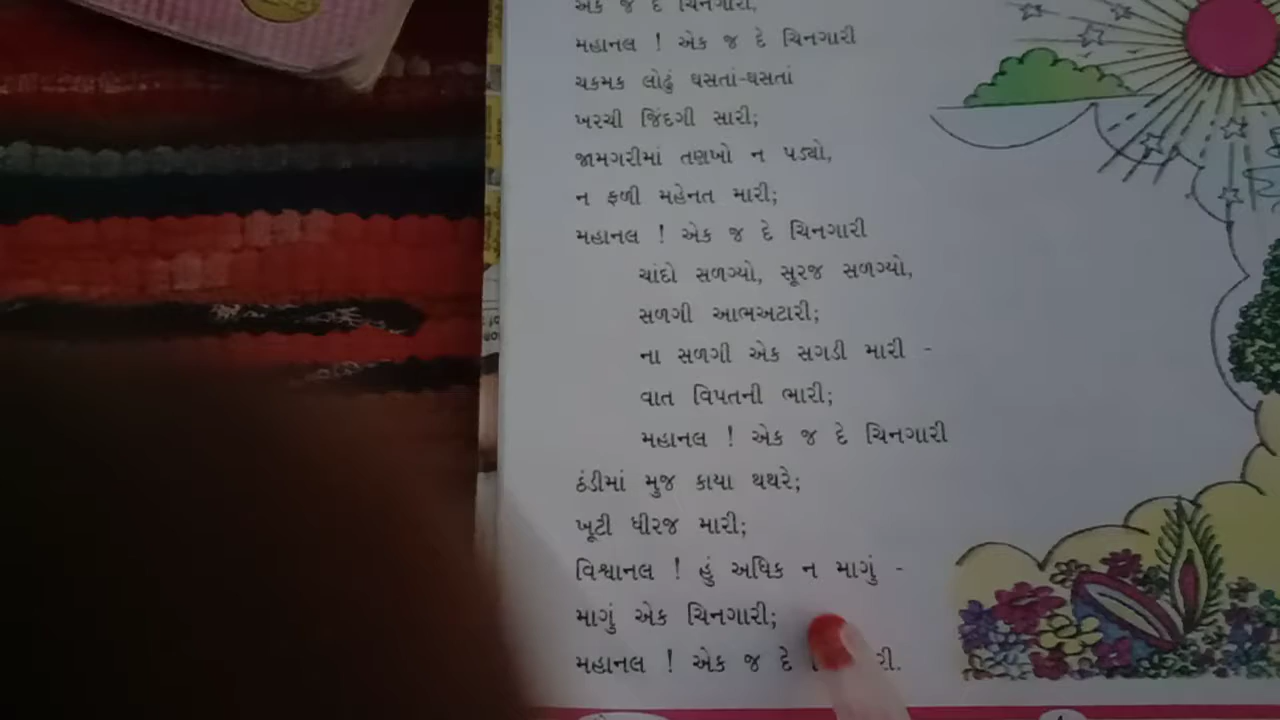 એક જ દે ચિનગારી,
મહાનલ ! એક જ દે ચિનગારી
ચકમક લોઢું ઘસતાં-ઘસતાં
ખરચી જિંદગી સારી;
જામગરીમાં તણખો ન પડ્યો,
ન ફળી મહેનત મારી;
મહાનલ ! એક જ દે ચિનગારી
ચાંદો સળગ્યો, સૂરજ સળગ્યો,
સળગી આભઅટારી;
ના સળગી એક સગડી મારી -
વાત વિપતની ભારી;
મહાનલ ! એક જ દે ચિનગારી
ઠંડીમાં મુજ કાયા થથરે;
ખૂટી ધીરજ મારી;
વિશ્વાનલ ! હું અધિક ન માગું -
માગું એક ચિનગારી;
મહાનલ ! એક જ દે